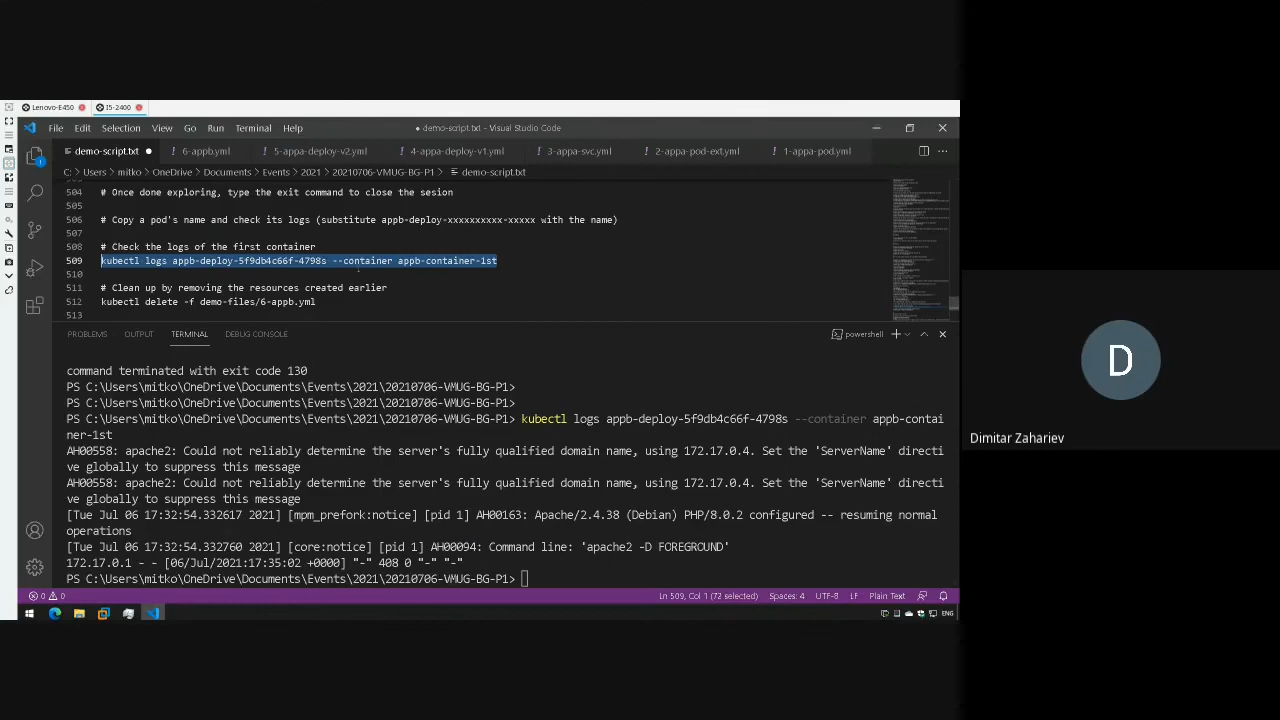 Lenovo-E450 I5-2400
File Edit Selection View Go Run Terminal Help ● demo-script.txt - Visual Studio Code
demo-script.txt ● 6-appb.yml 5-appa-deploy-v2.yml 4-appa-deploy-v1.yml 3-appa-svc.yml 2-appa-pod-ext.yml 1-appa-pod.yml
C: > Users > mitko > OneDrive > Documents > Events > 2021 > 20210706-VMUG-BG-P1 > demo-script.txt
504 # Once done exploring, type the exit command to close the sesion
505
506 # Copy a pod's name to check its logs (substitute appb-deploy-xxxxxxxxxx-xxxxx with the name)
507
508 # Check the logs of the first container
509 kubectl logs appb-deploy-5f9db4c66f-4798s --container appb-container-1st
510
511 # Clean up by removing the resources created earlier
512 kubectl delete -f demo-files/6-appb.yml
513
PROBLEMS OUTPUT TERMINAL DEBUG CONSOLE powershell
command terminated with exit code 130
PS C:\Users\mitko\OneDrive\Documents\Events\2021\20210706-VMUG-BG-P1>
PS C:\Users\mitko\OneDrive\Documents\Events\2021\20210706-VMUG-BG-P1>
PS C:\Users\mitko\OneDrive\Documents\Events\2021\20210706-VMUG-BG-P1> kubectl logs appb-deploy-5f9db4c66f-4798s --container appb-contai
ner-1st
AH00558: apache2: Could not reliably determine the server's fully qualified domain name, using 172.17.0.4. Set the 'ServerName' directi
ve globally to suppress this message
AH00558: apache2: Could not reliably determine the server's fully qualified domain name, using 172.17.0.4. Set the 'ServerName' directi
ve globally to suppress this message
[Tue Jul 06 17:32:54.332617 2021] [mpm_prefork:notice] [pid 1] AH00163: Apache/2.4.38 (Debian) PHP/8.0.2 configured -- resuming normal
operations
[Tue Jul 06 17:32:54.332760 2021] [core:notice] [pid 1] AH00094: Command line: 'apache2 -D FOREGROUND'
172.17.0.1 - - [06/Jul/2021:17:35:02 +0000] "-" 408 0 "-" "-"
PS C:\Users\mitko\OneDrive\Documents\Events\2021\20210706-VMUG-BG-P1>
0 0 Ln 509, Col 1 (72 selected) Spaces: 4 UTF-8 LF Plain Text
ENG
D
Dimitar Zahariev